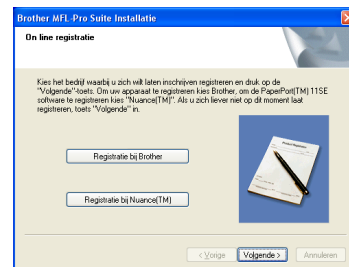 Brother MFL-Pro Suite Installatie
On line registratie
Kies het bedrijf waarbij u zich wilt laten inschrijven registreren en druk op de
"Volgende"-toets. Om uw apparaat te registreren kies Brother, om de PaperPort(TM) 11SE
software te registreren kies "Nuance(TM)". Als u zich liever niet op dit moment laat
registreren, toets "Volgende" in.
Product Registration
Registratie bij Brother
Registratie bij Nuance(TM)
< Vorige
Volgende >
Annuleren